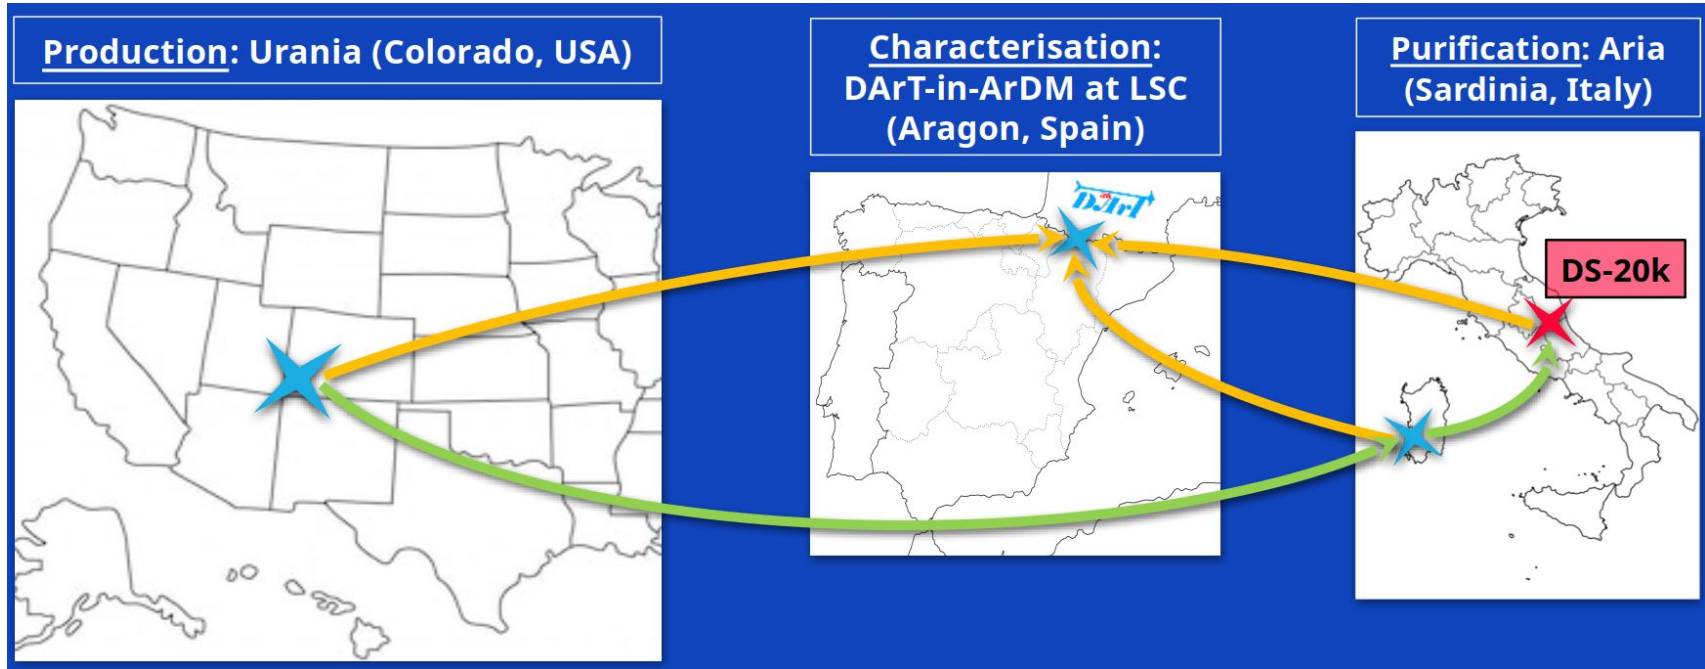 Production: Urania (Colorado, USA)
Characterisation:
DArT-in-ArDM at LSC
(Aragon, Spain)
Purification: Aria
(Sardinia, Italy)
DArT
DS-20k